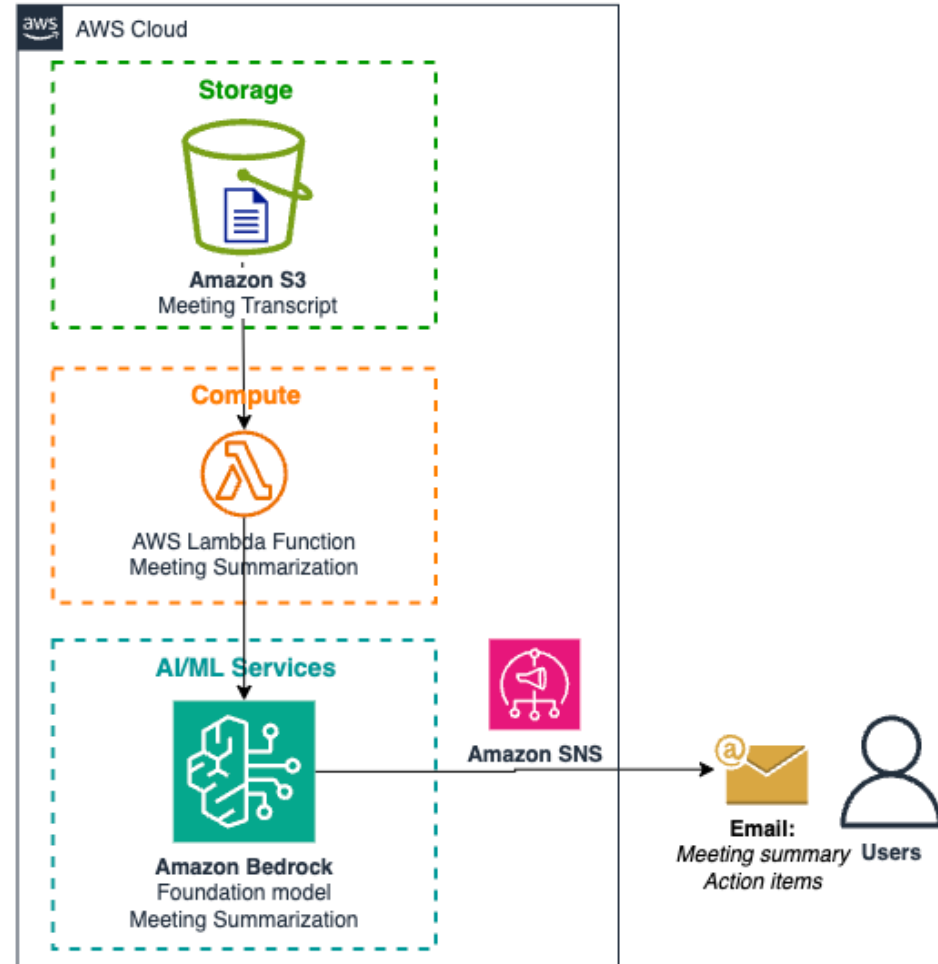 aws
AWS Cloud
Storage
Amazon S3
Meeting Transcript
Compute
AWS Lambda Function
Meeting Summarization
AI/ML Services
Amazon SNS
Amazon Bedrock
Foundation model
Meeting Summarization
@
Email:
Meeting summary
Action items
Users